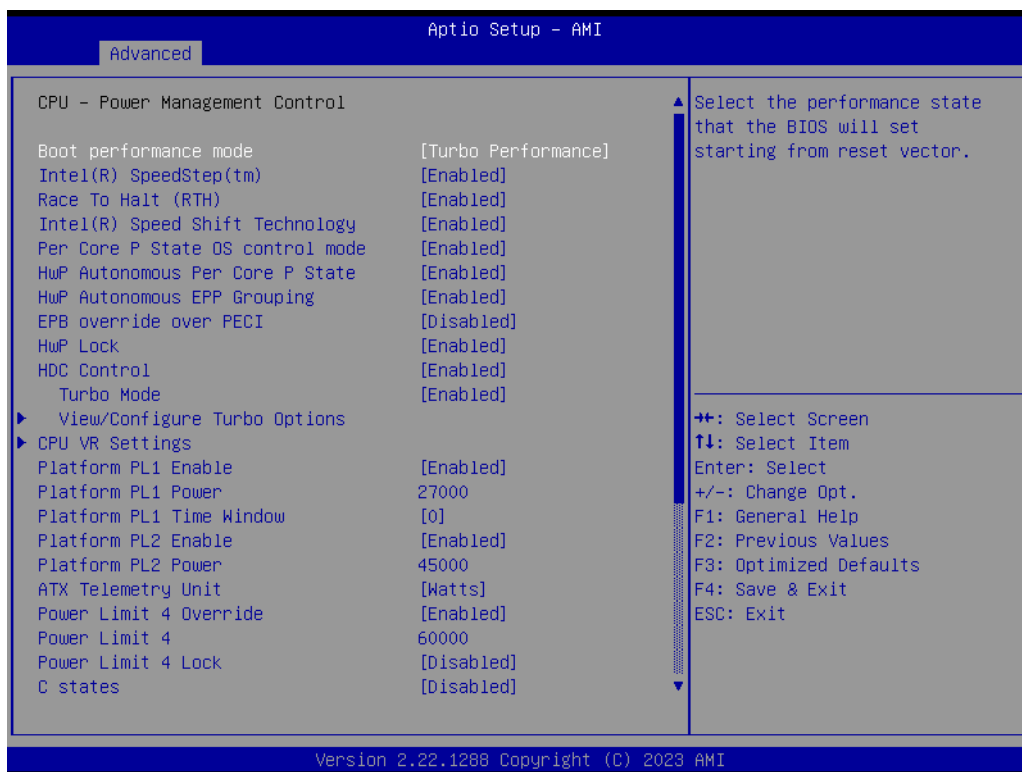 Aptio Setup – AMI
Advanced
CPU – Power Management Control
Boot performance mode [Turbo Performance]
Intel(R) SpeedStep(tm) [Enabled]
Race To Halt (RTH) [Enabled]
Intel(R) Speed Shift Technology [Enabled]
Per Core P State OS control mode [Enabled]
HwP Autonomous Per Core P State [Enabled]
HwP Autonomous EPP Grouping [Enabled]
EPB override over PECI [Disabled]
HwP Lock [Enabled]
HDC Control [Enabled]
Turbo Mode [Enabled]
View/Configure Turbo Options
CPU VR Settings
Platform PL1 Enable [Enabled]
Platform PL1 Power 27000
Platform PL1 Time Window [0]
Platform PL2 Enable [Enabled]
Platform PL2 Power 45000
ATX Telemetry Unit [Watts]
Power Limit 4 Override [Enabled]
Power Limit 4 60000
Power Limit 4 Lock [Disabled]
C states [Disabled]
Select the performance state
that the BIOS will set
starting from reset vector.
→←: Select Screen
↑↓: Select Item
Enter: Select
+/-: Change Opt.
F1: General Help
F2: Previous Values
F3: Optimized Defaults
F4: Save & Exit
ESC: Exit
Version 2.22.1288 Copyright (C) 2023 AMI